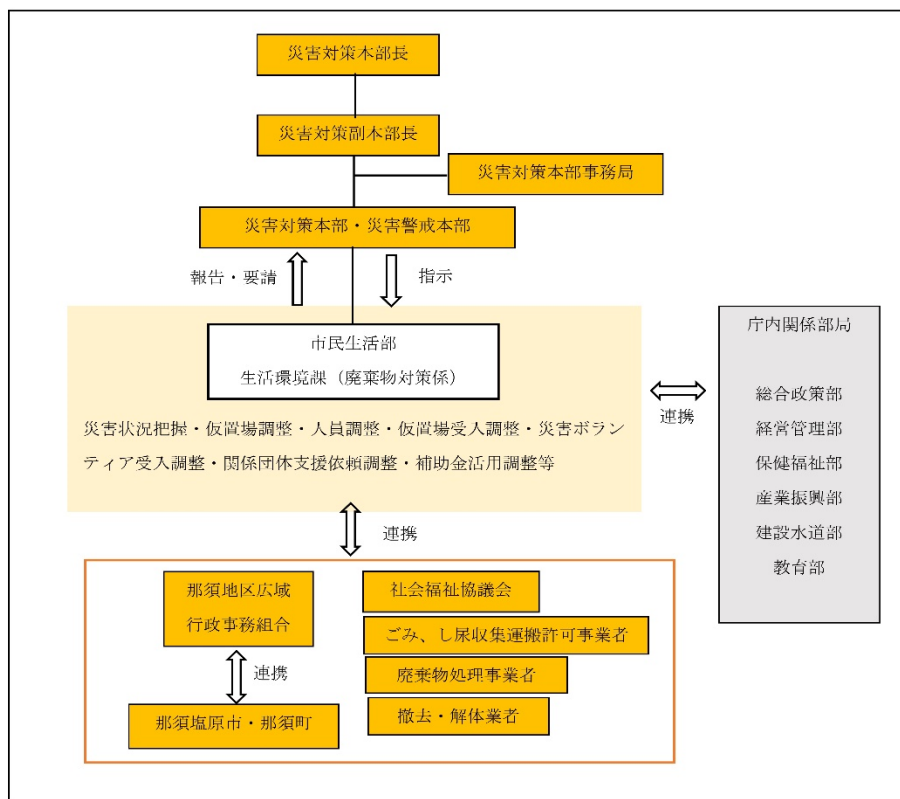 災害対策本部長
災害対策副本部長
災害対策本部事務局
災害対策本部・災害警戒本部
報告・要請
指示
市民生活部
生活環境課（廃棄物対策係）
災害状況把握・仮置場調整・人員調整・仮置場受入調整・災害ボラン
ティア受入調整・関係団体支援依頼調整・補助金活用調整等
連携
庁内関係部局
総合政策部
経営管理部
保健福祉部
産業振興部
建設水道部
教育部
連携
那須地区広域
行政事務組合
連携
那須塩原市・那須町
社会福祉協議会
ごみ、し尿収集運搬許可事業者
廃棄物処理事業者
撤去・解体業者